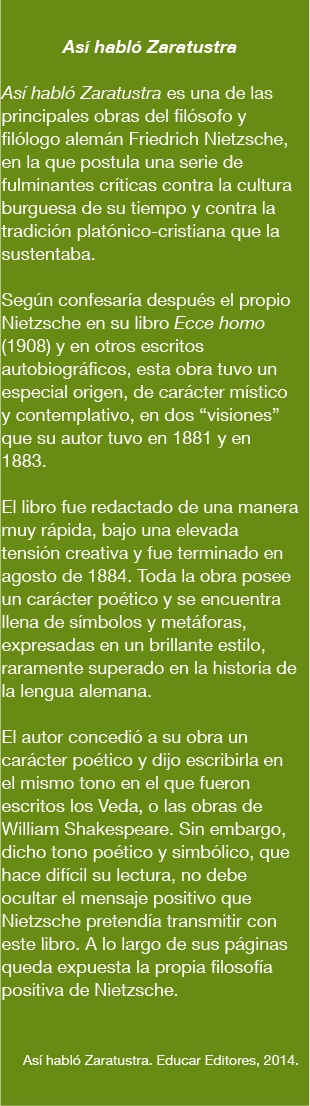 Así habló Zaratustra
Así habló Zaratustra es una de las
principales obras del filósofo y
filólogo alemán Friedrich Nietzsche,
en la que postula una serie de
fulminantes críticas contra la cultura
burguesa de su tiempo y contra la
tradición platónico-cristiana que la
sustentaba.
Según confesaría después el propio
Nietzsche en su libro Ecce homo
(1908) y en otros escritos
autobiográficos, esta obra tuvo un
especial origen, de carácter místico
y contemplativo, en dos “visiones”
que su autor tuvo en 1881 y en
1883.
El libro fue redactado de una manera
muy rápida, bajo una elevada
tensión creativa y fue terminado en
agosto de 1884. Toda la obra posee
un carácter poético y se encuentra
llena de símbolos y metáforas,
expresadas en un brillante estilo,
raramente superado en la historia de
la lengua alemana.
El autor concedió a su obra un
carácter poético y dijo escribirla en
el mismo tono en el que fueron
escritos los Veda, o las obras de
William Shakespeare. Sin embargo,
dicho tono poético y simbólico, que
hace difícil su lectura, no debe
ocultar el mensaje positivo que
Nietzsche pretendía transmitir con
este libro. A lo largo de sus páginas
queda expuesta la propia filosofía
positiva de Nietzsche.
Así habló Zaratustra. Educar Editores, 2014.